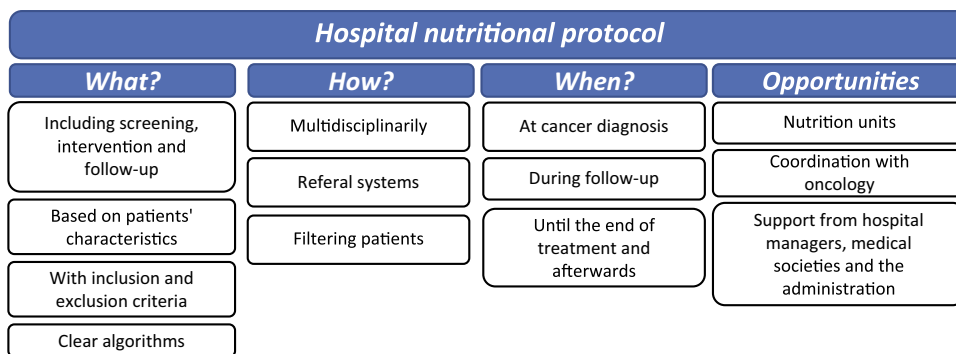 Hospital nutritional protocol
What?
Including screening,
intervention and
follow-up
Based on patients'
characteristics
With inclusion and
exclusion criteria
Clear algorithms
How?
Multidisciplinarily
Referal systems
Filtering patients
When?
At cancer diagnosis
During follow-up
Until the end of
treatment and
afterwards
Opportunities
Nutrition units
Coordination with
oncology
Support from hospital
managers, medical
societies and the
administration